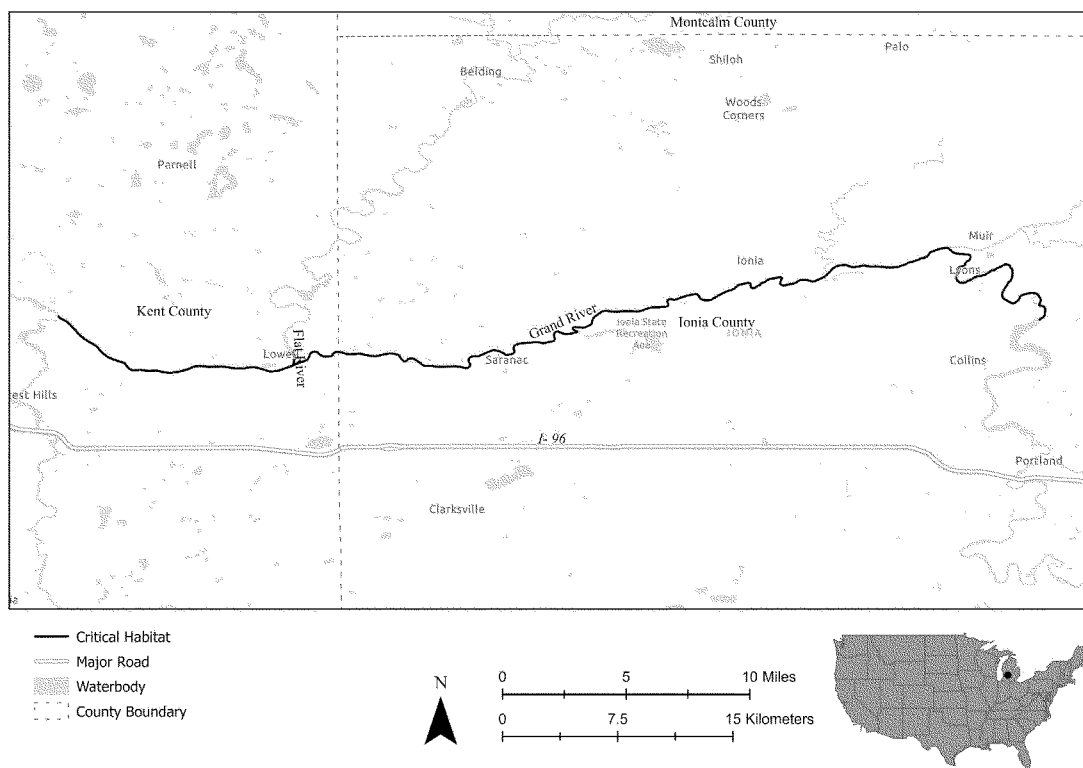 Montcalm County
Palo
Shiloh
Belding
Woods
Corners
Parnell
Muir
Ionia
Lyons
Kent County
Grand River
Ionia State
Recreation
Area
Ionia County
IONIA
Flat River
Lowell
Saranac
Collins
est Hills
I- 96
Portland
Clarksville
Critical Habitat
Major Road
Waterbody
County Boundary
N
0 5 10 Miles
0 7.5 15 Kilometers